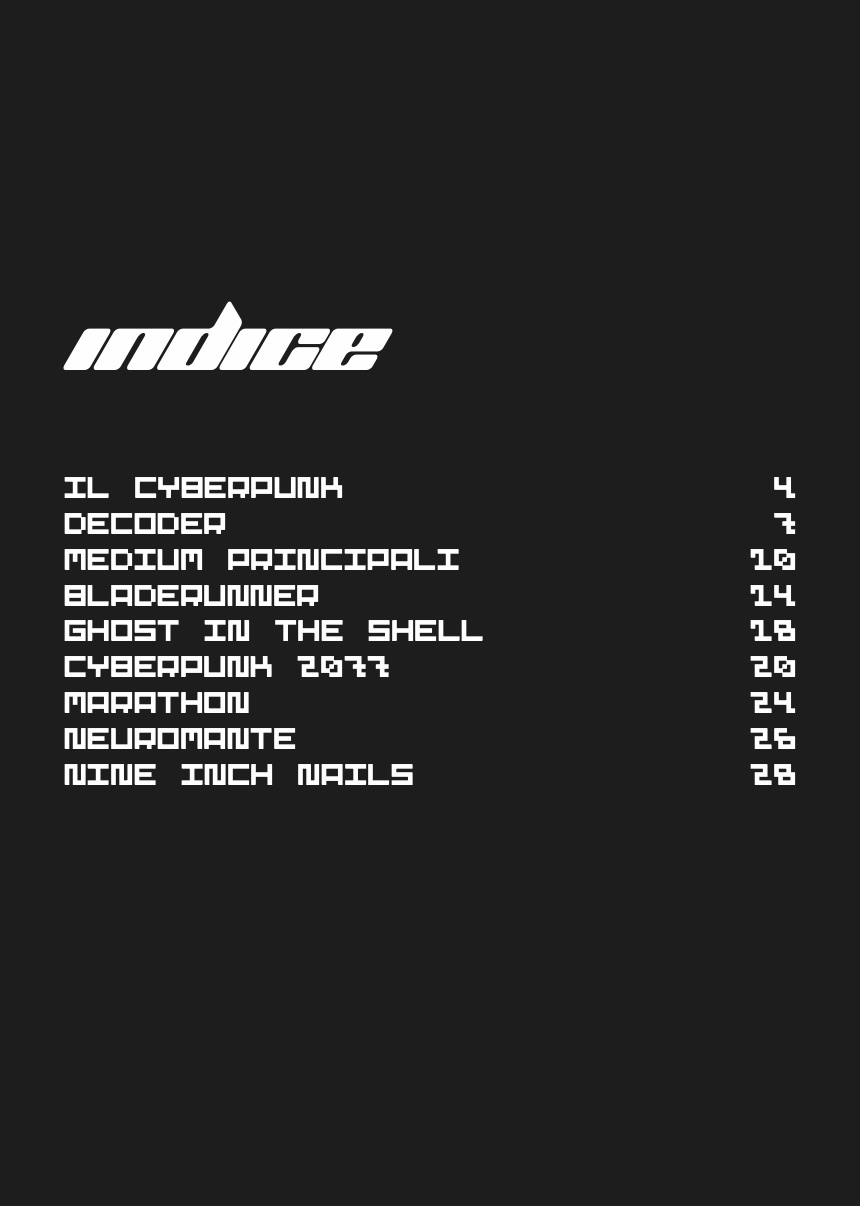 indice
IL CYBERPUNK 4
DECODER 7
MEDIUM PRINCIPALI 10
BLADERUNNER 14
GHOST IN THE SHELL 18
CYBERPUNK 2077 20
MARATHON 24
NEUROMANTE 26
NINE INCH NAILS 28